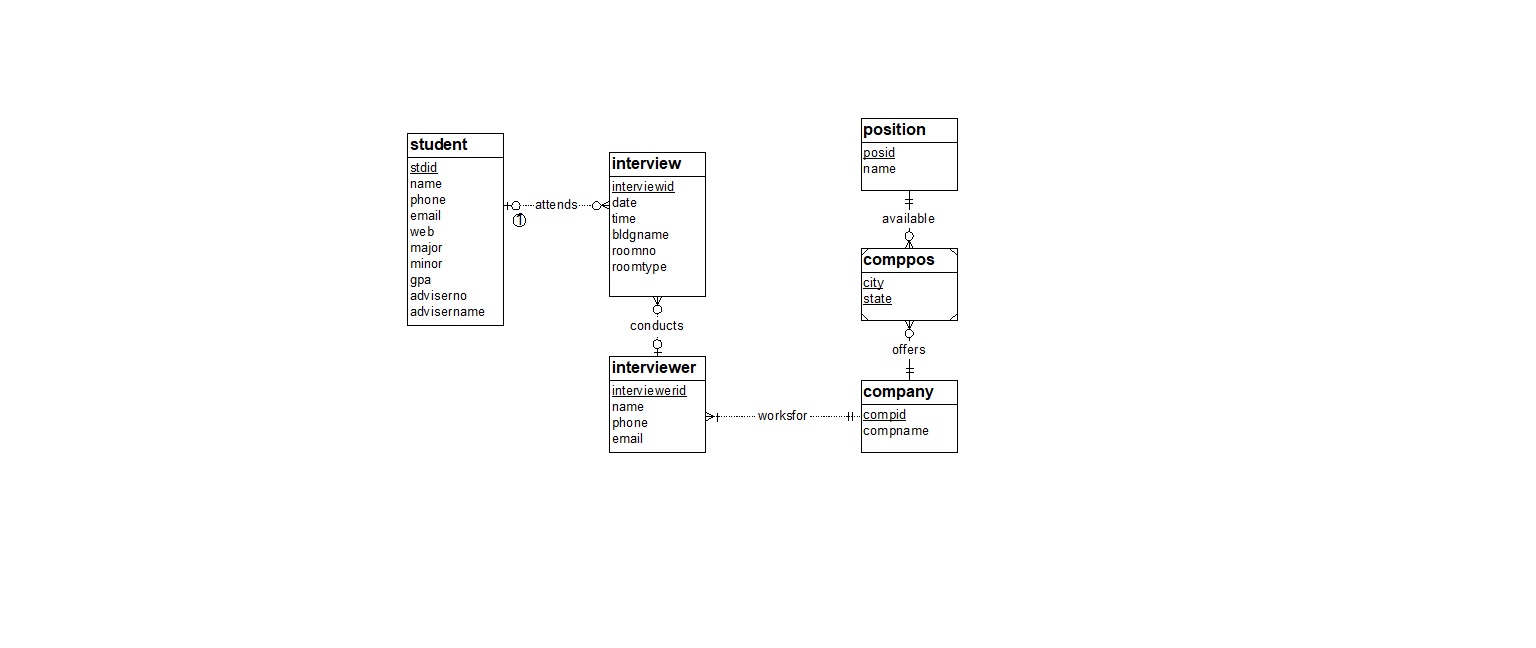 student
stdid
name
phone
email
web
major
minor
gpa
adviserno
advisername
attends
1
interview
interviewid
date
time
bldgname
roomno
roomtype
conducts
interviewer
interviewerid
name
phone
email
worksfor
position
posid
name
available
comppos
city
state
offers
company
compid
compname